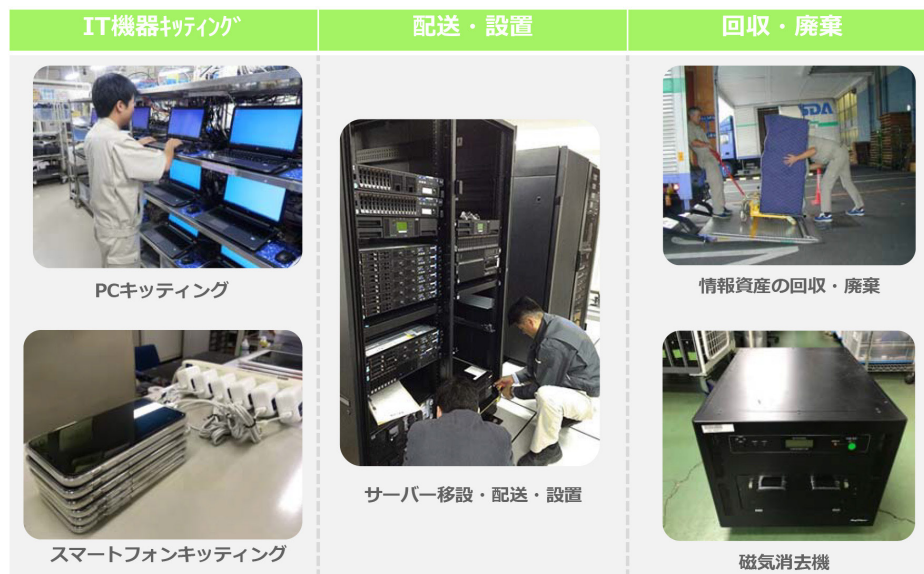 IT機器ｷｯﾃｨﾝｸﾞ
配送・設置
回収・廃棄
PCキッティング
スマートフォンキッティング
サーバー移設・配送・設置
SDA
情報資産の回収・廃棄
磁気消去機